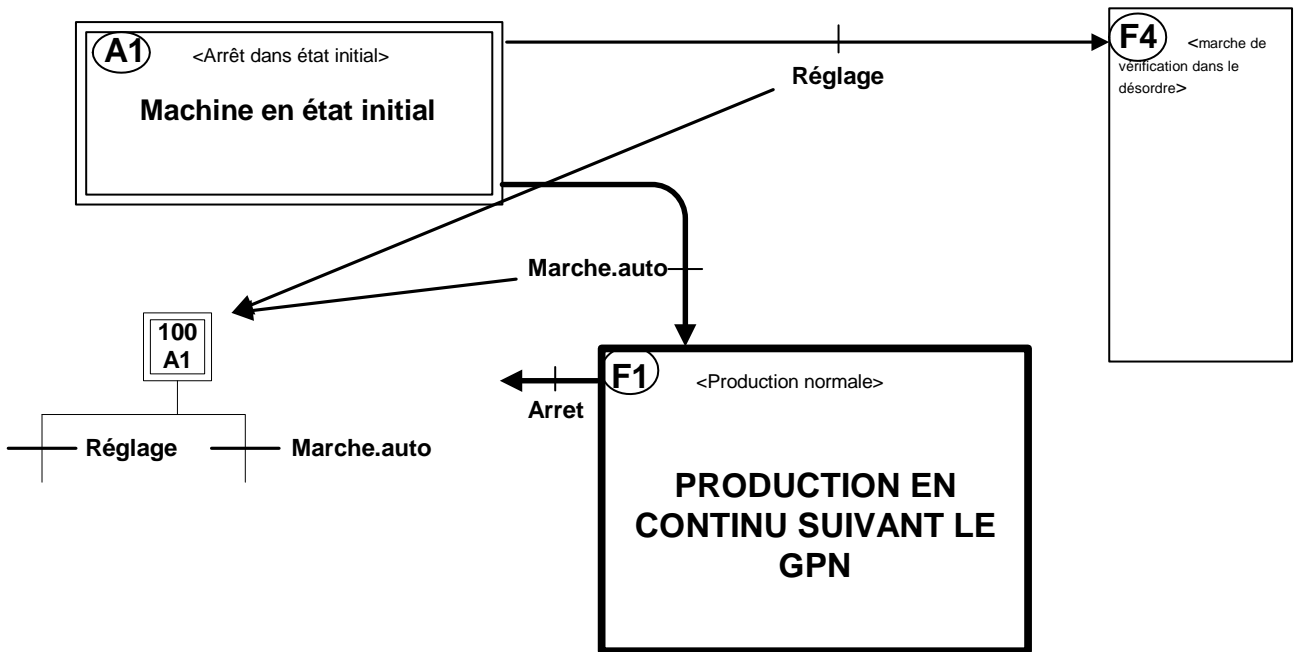 A1
<Arrêt dans état initial>
Machine en état initial
Réglage
F4
<marche de
vérification dans le
désordre>
Marche.auto
100
A1
Réglage
Marche.auto
F1
<Production normale>
Arret
PRODUCTION EN
CONTINU SUIVANT LE
GPN